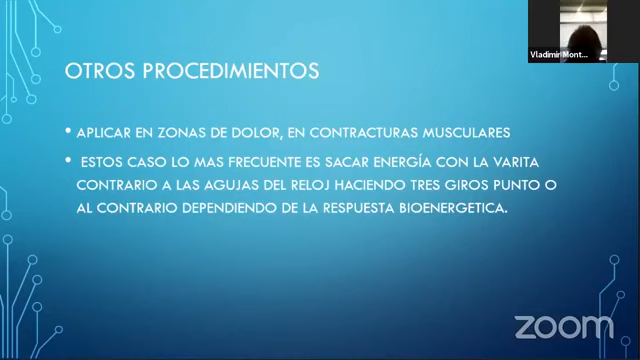 Vladimir Mont...
OTROS PROCEDIMIENTOS
• APLICAR EN ZONAS DE DOLOR, EN CONTRACTURAS MUSCULARES
• ESTOS CASO LO MAS FRECUENTE ES SACAR ENERGÍA CON LA VARITA
CONTRARIO A LAS AGUJAS DEL RELOJ HACIENDO TRES GIROS PUNTO O
AL CONTRARIO DEPENDIENDO DE LA RESPUESTA BIOENERGETICA.
zoom